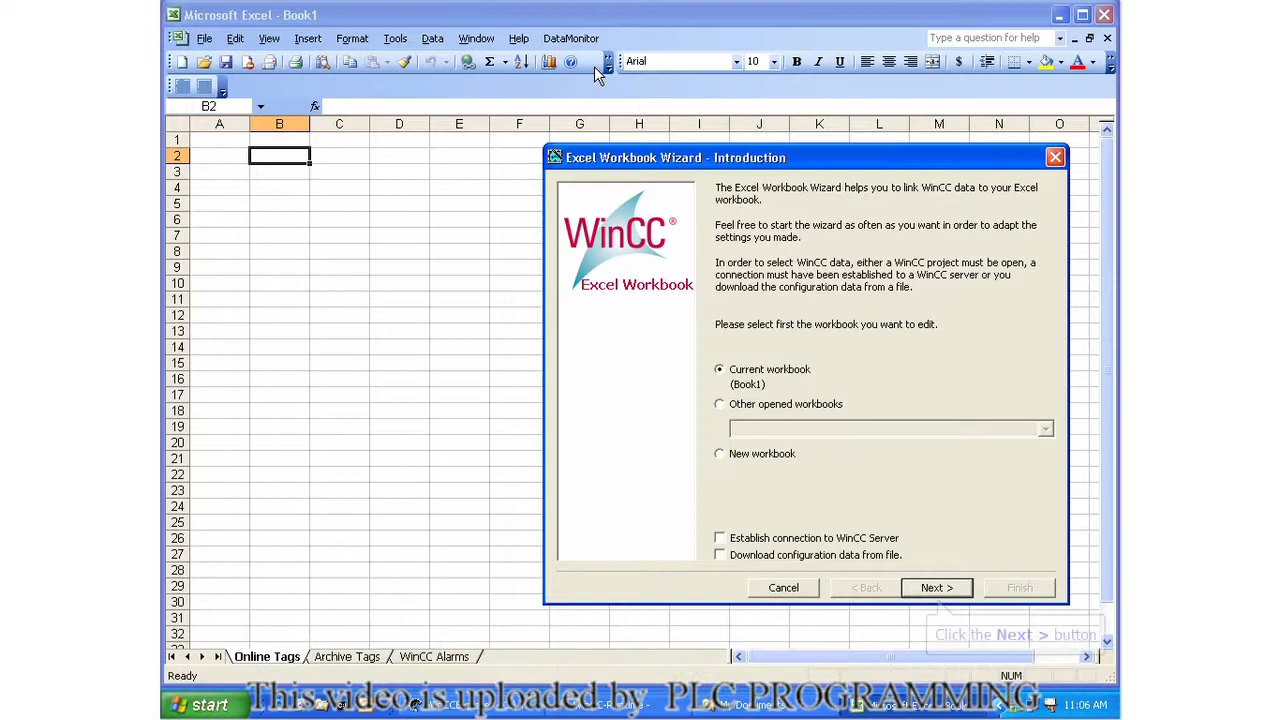 Microsoft Excel - Book1
File Edit View Insert Format Tools Data Window Help DataMonitor Type a question for help
Arial 10 B I U $ A
B2 fx
A B C D E F G H I J K L M N O
1
2
3
4
5
6
7
8
9
10
11
12
13
14
15
16
17
18
19
20
21
22
23
24
25
26
27
28
29
30
31
32
Excel Workbook Wizard - Introduction
WinCC®
Excel Workbook
The Excel Workbook Wizard helps you to link WinCC data to your Excel
workbook.
Feel free to start the wizard as often as you want in order to adapt the
settings you made.
In order to select WinCC data, either a WinCC project must be open, a
connection must have been established to a WinCC server or you
download the configuration data from a file.
Please select first the workbook you want to edit.
Current workbook
(Book1)
Other opened workbooks
New workbook
Establish connection to WinCC Server
Download configuration data from file.
Cancel < Back Next > Finish
Click the Next > button
Online Tags Archive Tags WinCC Alarms
Ready NUM
start 11:06 AM
This video is uploaded by PLC PROGRAMMING